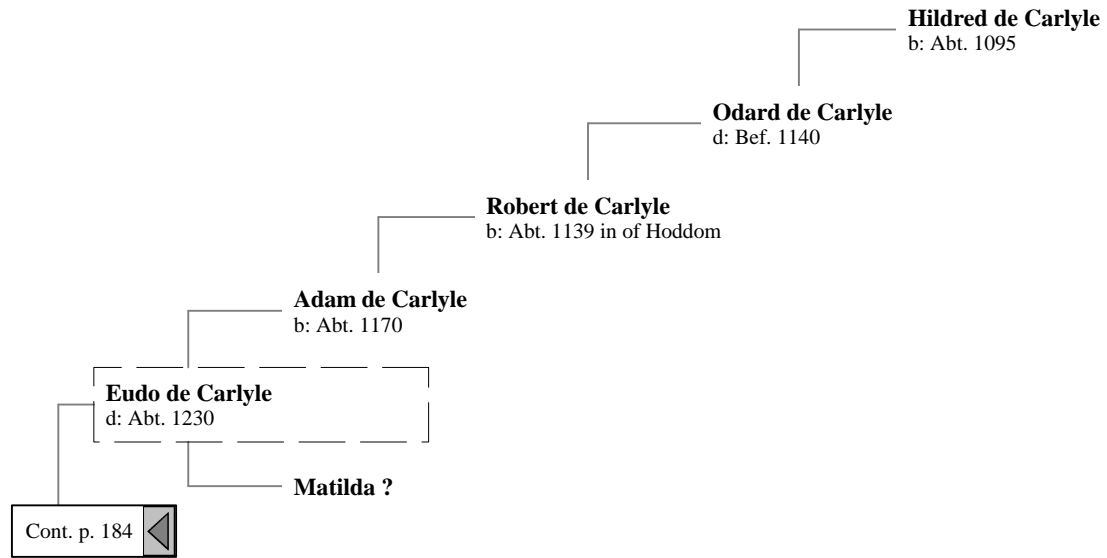 Hildred de Carlyle
b: Abt. 1095
Odard de Carlyle
d: Bef. 1140
Robert de Carlyle
b: Abt. 1139 in of Hoddom
Adam de Carlyle
b: Abt. 1170
Eudo de Carlyle
d: Abt. 1230
Matilda ?
Cont. p. 184